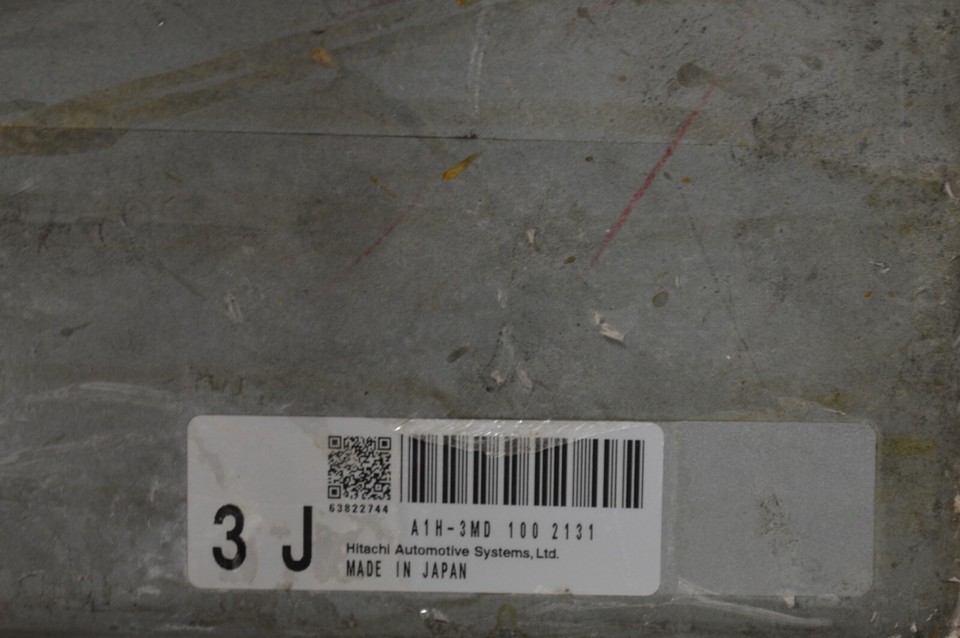 63822744
3 J
A1H-3MD 100 2131
Hitachi Automotive Systems,Ltd.
MADE IN JAPAN